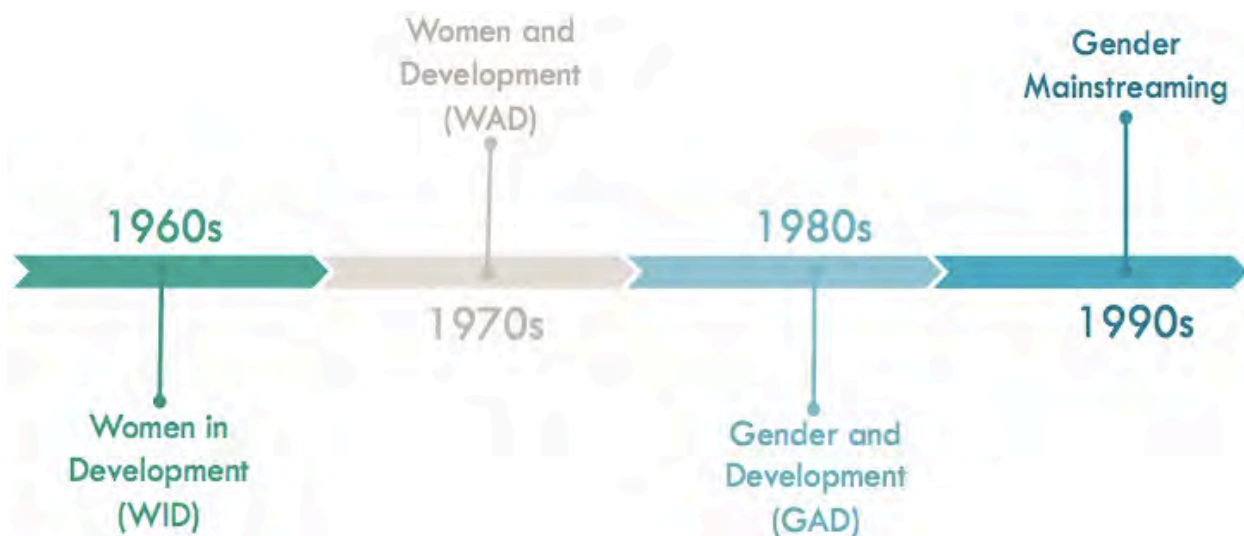 1960s
Women in
Development
(WID)
Women and
Development
(WAD)
1970s
1980s
Gender and
Development
(GAD)
Gender
Mainstreaming
1990s